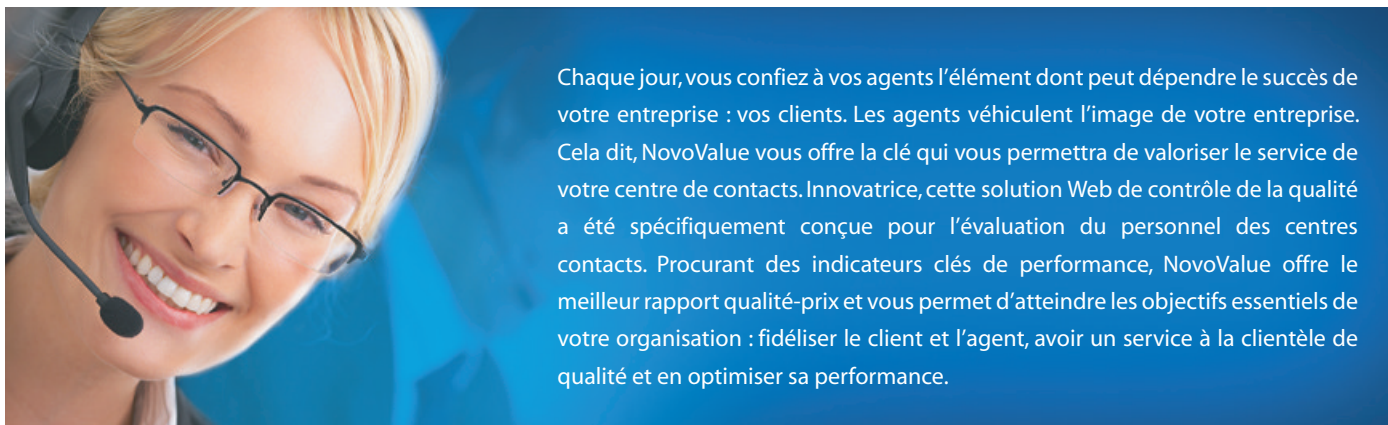 Chaque jour, vous confiez à vos agents l’élément dont peut dépendre le succès de
votre entreprise : vos clients. Les agents véhiculent l’image de votre entreprise.
Cela dit, NovoValue vous offre la clé qui vous permettra de valoriser le service de
votre centre de contacts. Innovatrice, cette solution Web de contrôle de la qualité
a été spécifiquement conçue pour l’évaluation du personnel des centres
contacts. Procurant des indicateurs clés de performance, NovoValue offre le
meilleur rapport qualité-prix et vous permet d’atteindre les objectifs essentiels de
votre organisation : fidéliser le client et l’agent, avoir un service à la clientèle de
qualité et en optimiser sa performance.